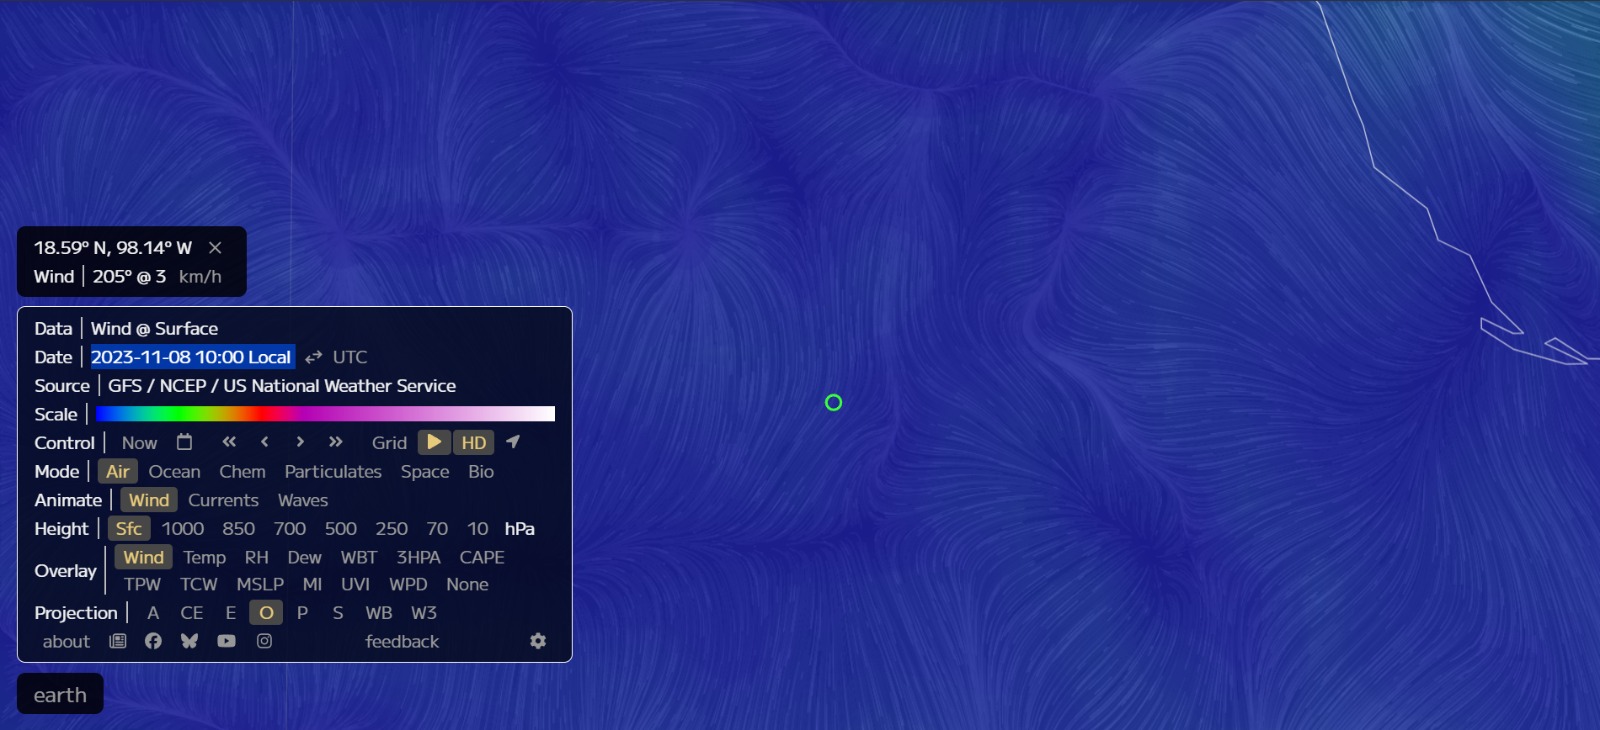 18.59° N, 98.14° W ×
Wind | 205° @ 3 km/h
Data | Wind @ Surface
Date | 2023-11-08 10:00 Local ⇄ UTC
Source | GFS / NCEP / US National Weather Service
Scale |
Control | Now « ‹ › » Grid HD
Mode | Air Ocean Chem Particulates Space Bio
Animate | Wind Currents Waves
Height | Sfc 1000 850 700 500 250 70 10 hPa
Overlay | Wind Temp RH Dew WBT 3HPA CAPE
TPW TCW MSLP MI UVI WPD None
Projection | A CE E O P S WB W3
about feedback
earth